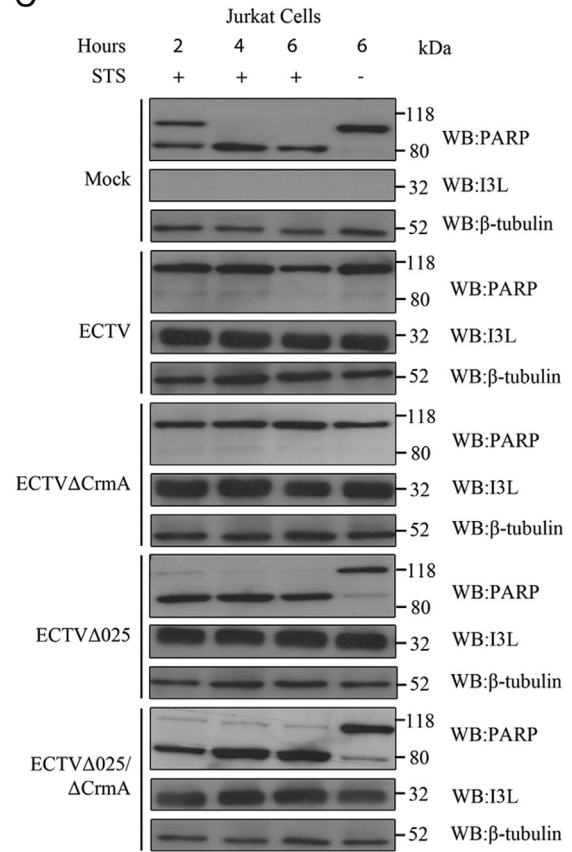 Jurkat Cells
Hours 2 4 6 6 kDa
STS + + + -
Mock
118
80 WB:PARP
32 WB:I3L
52 WB:β-tubulin
ECTV
118
80 WB:PARP
32 WB:I3L
52 WB:β-tubulin
ECTVΔCrmA
118
80 WB:PARP
32 WB:I3L
52 WB:β-tubulin
ECTVΔ025
118
80 WB:PARP
32 WB:I3L
52 WB:β-tubulin
ECTVΔ025/
ΔCrmA
118
80 WB:PARP
32 WB:I3L
52 WB:β-tubulin